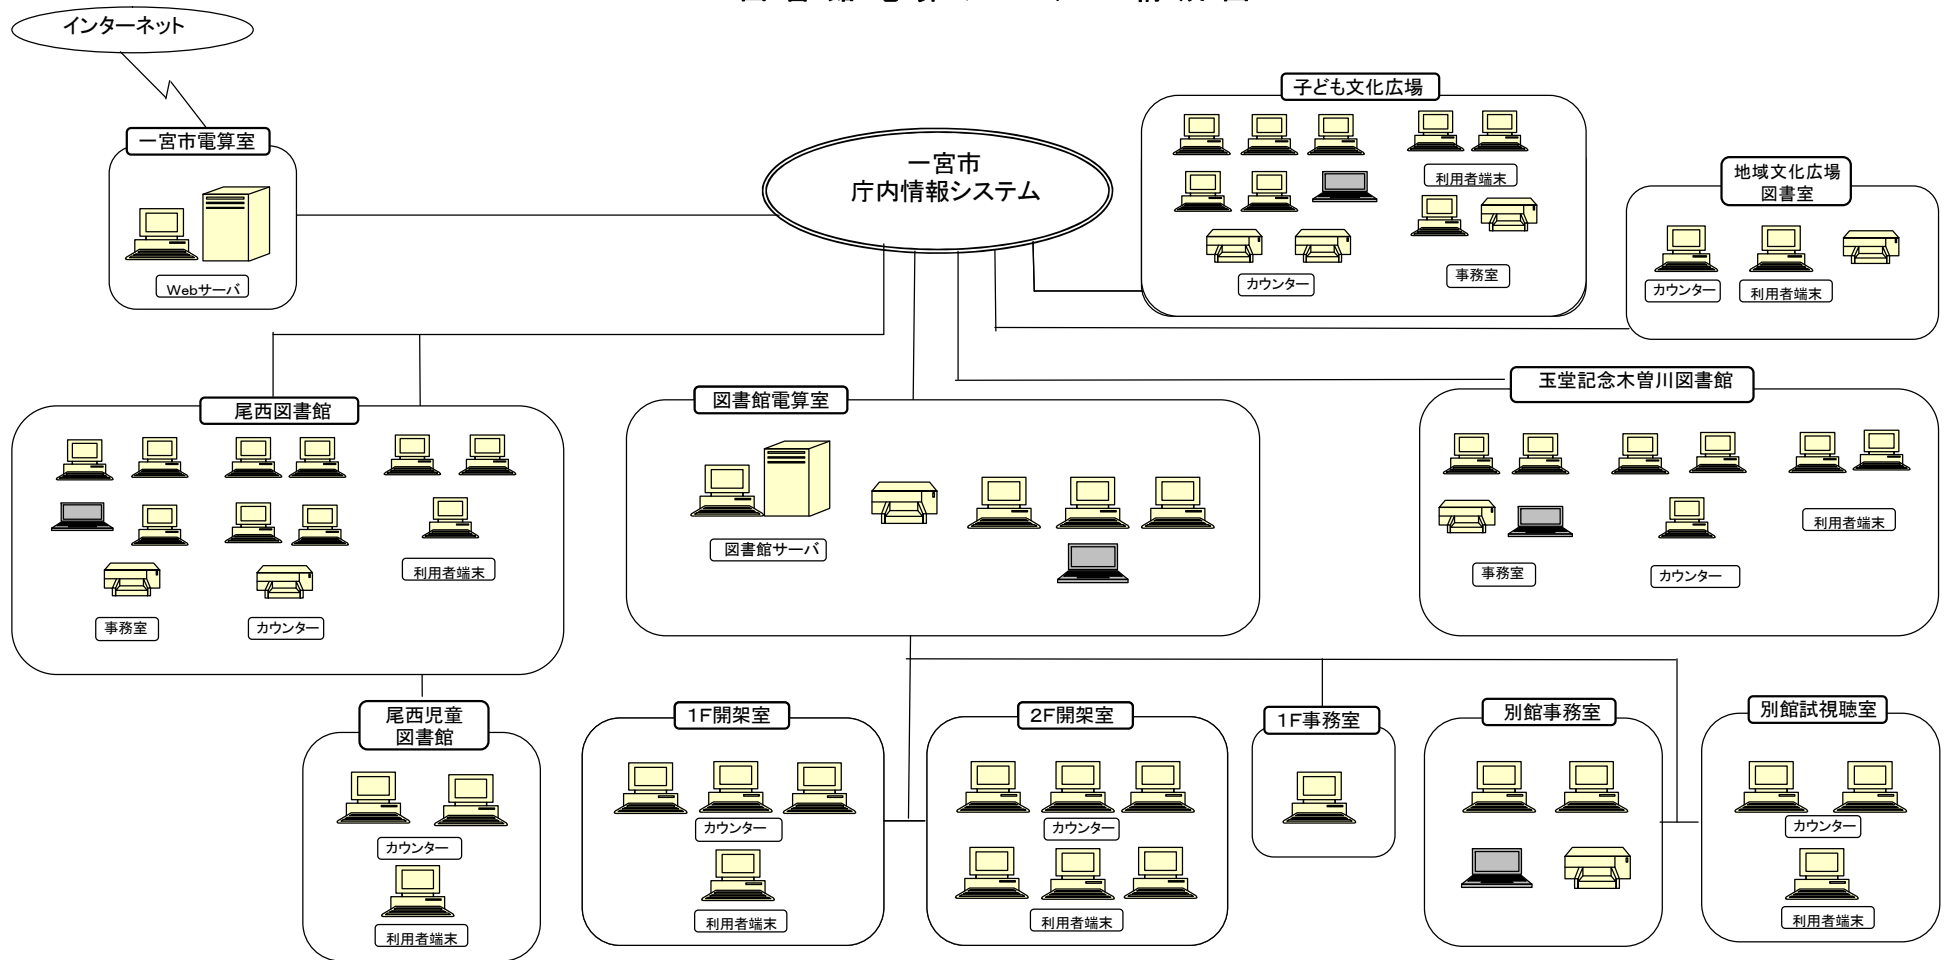 インターネット
一宮市電算室
Webサーバ
一宮市
庁内情報システム
子ども文化広場
利用者端末
カウンター
事務室
地域文化広場
図書室
カウンター
利用者端末
尾西図書館
利用者端末
事務室
カウンター
図書館電算室
図書館サーバ
玉堂記念木曽川図書館
利用者端末
事務室
カウンター
尾西児童
図書館
カウンター
利用者端末
1F開架室
カウンター
利用者端末
2F開架室
カウンター
利用者端末
1F事務室
別館事務室
別館試視聴室
カウンター
利用者端末